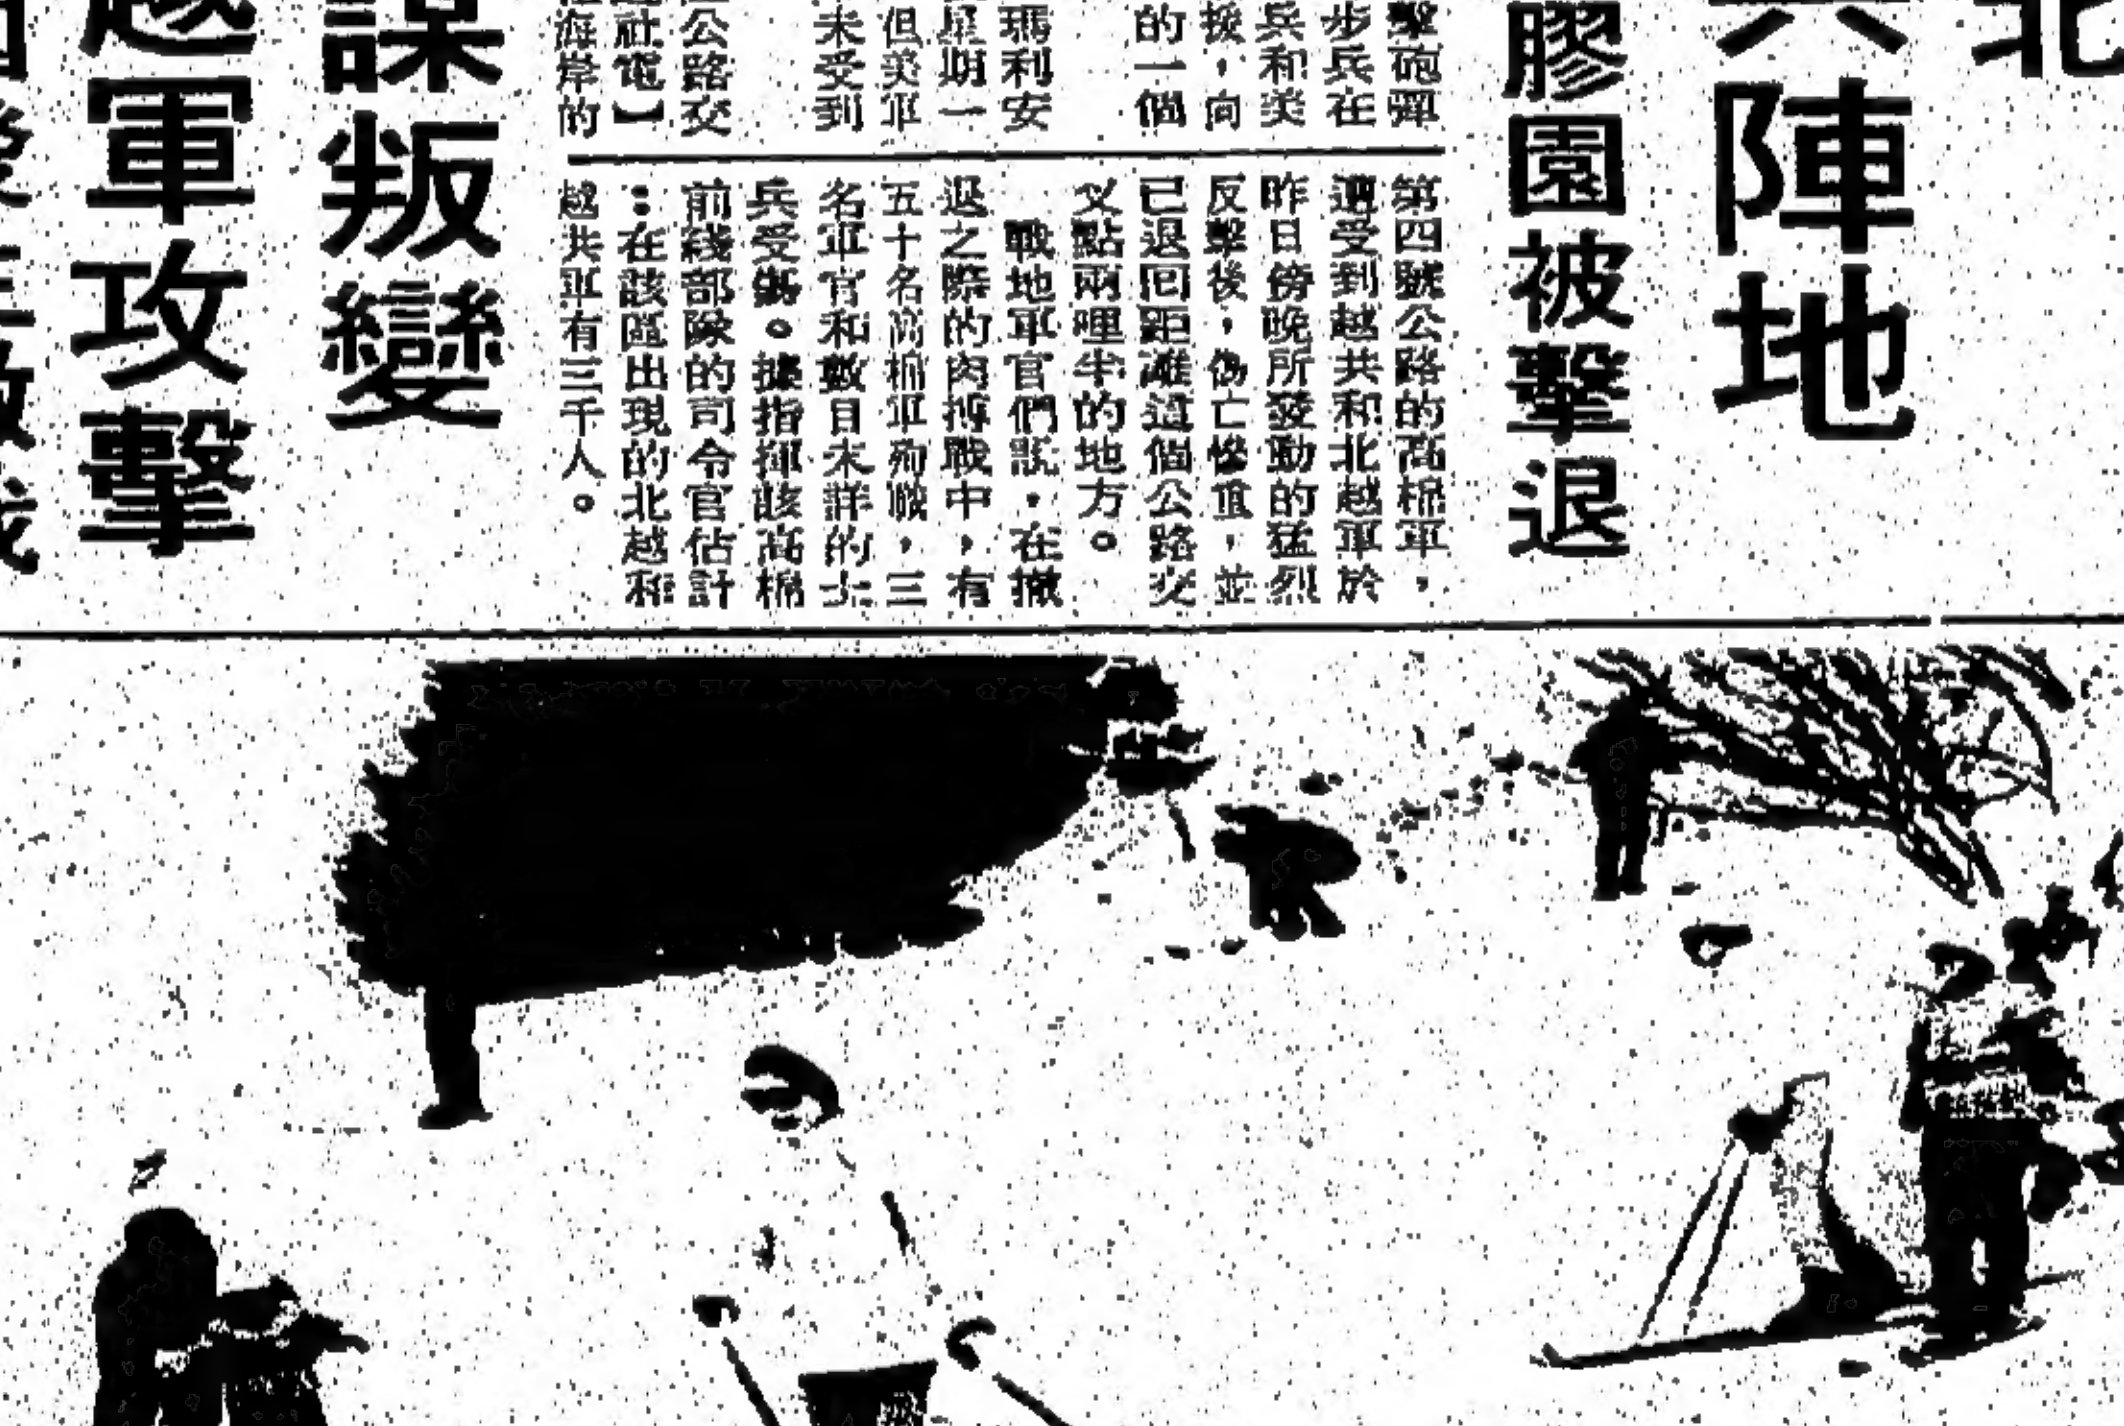 北
陣地
膠園被擊退
擊砲彈
步兵在
兵和美
援，向
的一個
瑪利安
星期一
但美軍
未受到
公路交
社電】
海岸的
第四號公路的高棉軍，
遭受到越共和北越軍於
昨日傍晚所發動的猛烈
反擊後，傷亡慘重，並
已退回距離這個公路交
叉點兩哩半的地方。
戰地軍官們說，在撤
退之際的肉搏戰中，有
五十名高棉軍殉職，三
名軍官和數目未詳的士
兵受傷。據指揮該高棉
前綫部隊的司令官估計
：在該區出現的北越和
越共軍有三千人。
謀叛變
越軍攻擊